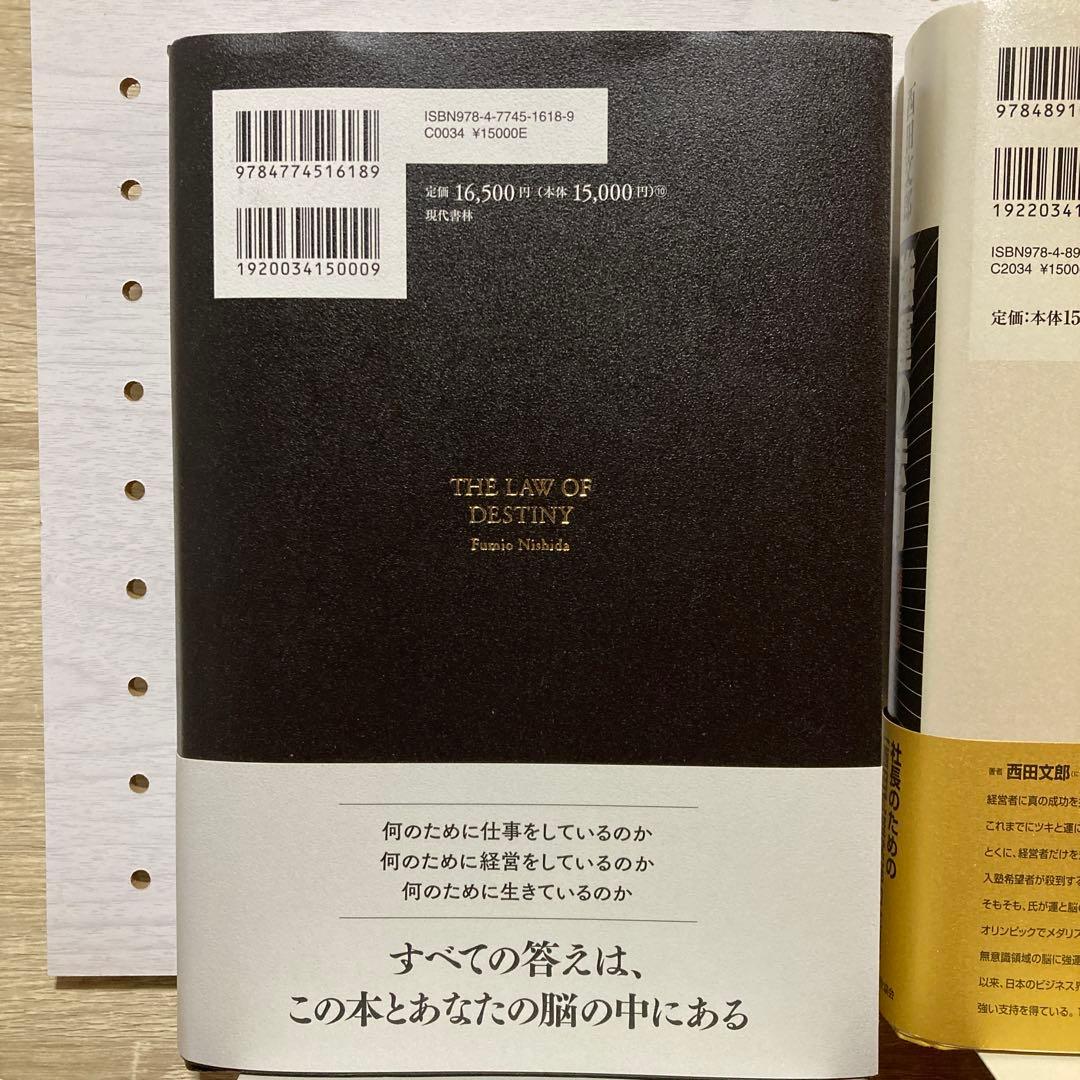 ISBN978-4-7745-1618-9
C0034 ¥15000E
9784774516189
定価 16,500円(本体 15,000円)⑩
現代書林
1920034150009
THE LAW OF
DESTINY
Fumio Nishida
何のために仕事をしているのか
何のために経営をしているのか
何のために生きているのか
すべての答えは、
この本とあなたの脳の中にある
9784891
19220341
ISBN978-4-89
C2034 ¥1500
定価:本体15
社長のための
著者 西田文郎
経営者に真の成功を
これまでにツキと運に
とくに、経営者だけを
入塾希望者が殺到する
そもそも、氏が運と脳の
オリンピックでメダリス
無意識領域の脳に強運
以来、日本のビジネス界
強い支持を得ている。